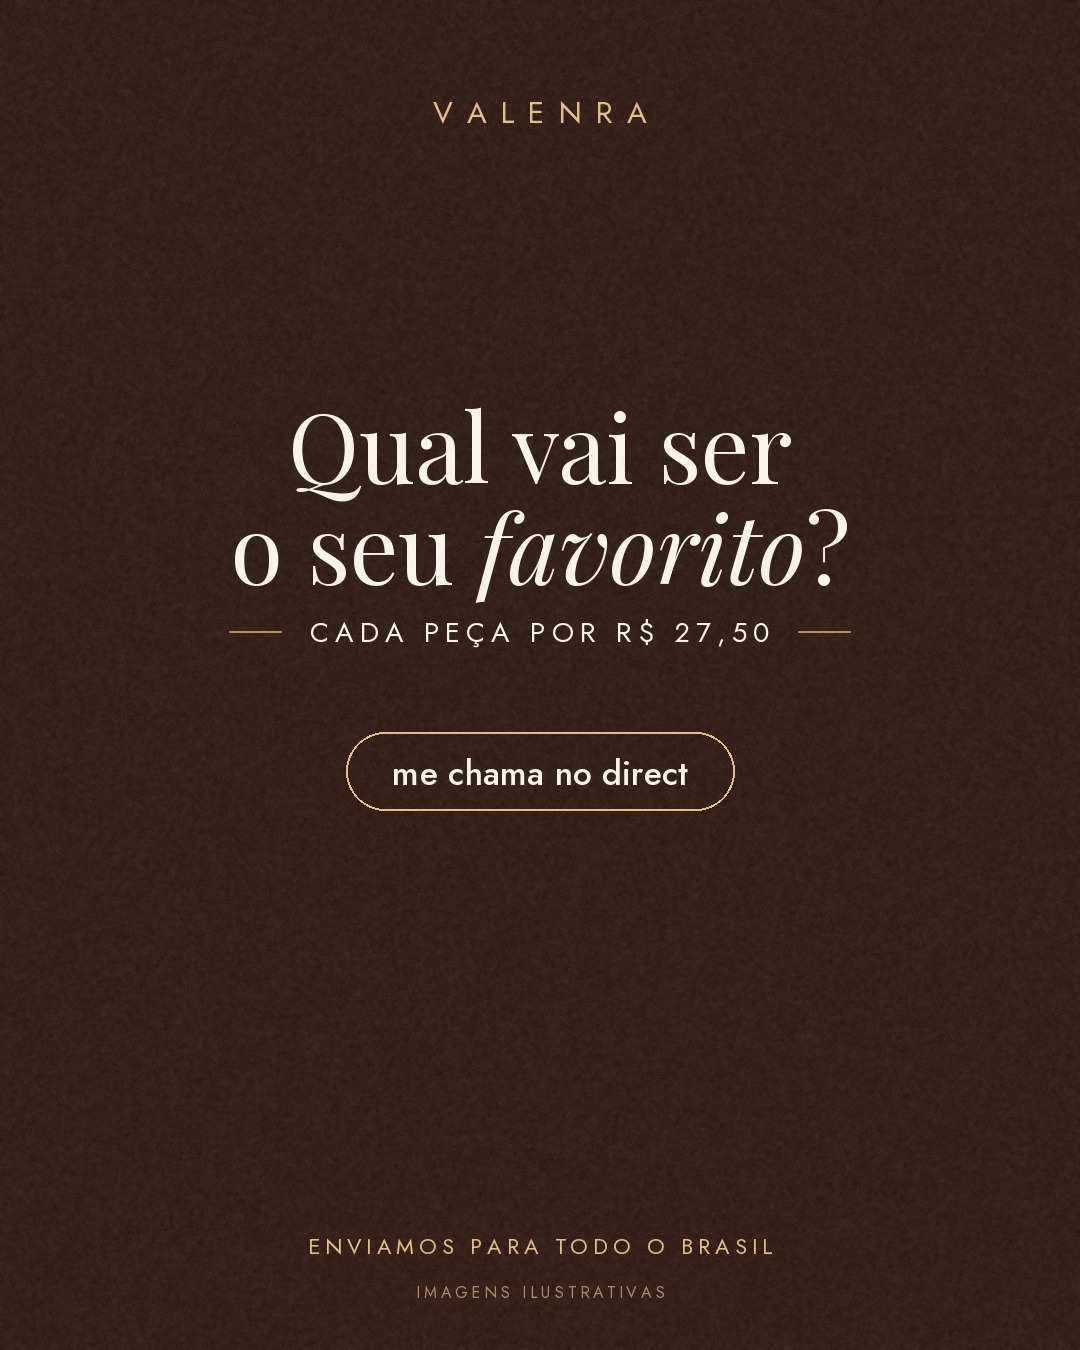 VALENRA
Qual vai ser
o seu favorito?
CADA PEÇA POR R$ 27,50
me chama no direct
ENVIAMOS PARA TODO O BRASIL
IMAGENS ILUSTRATIVAS